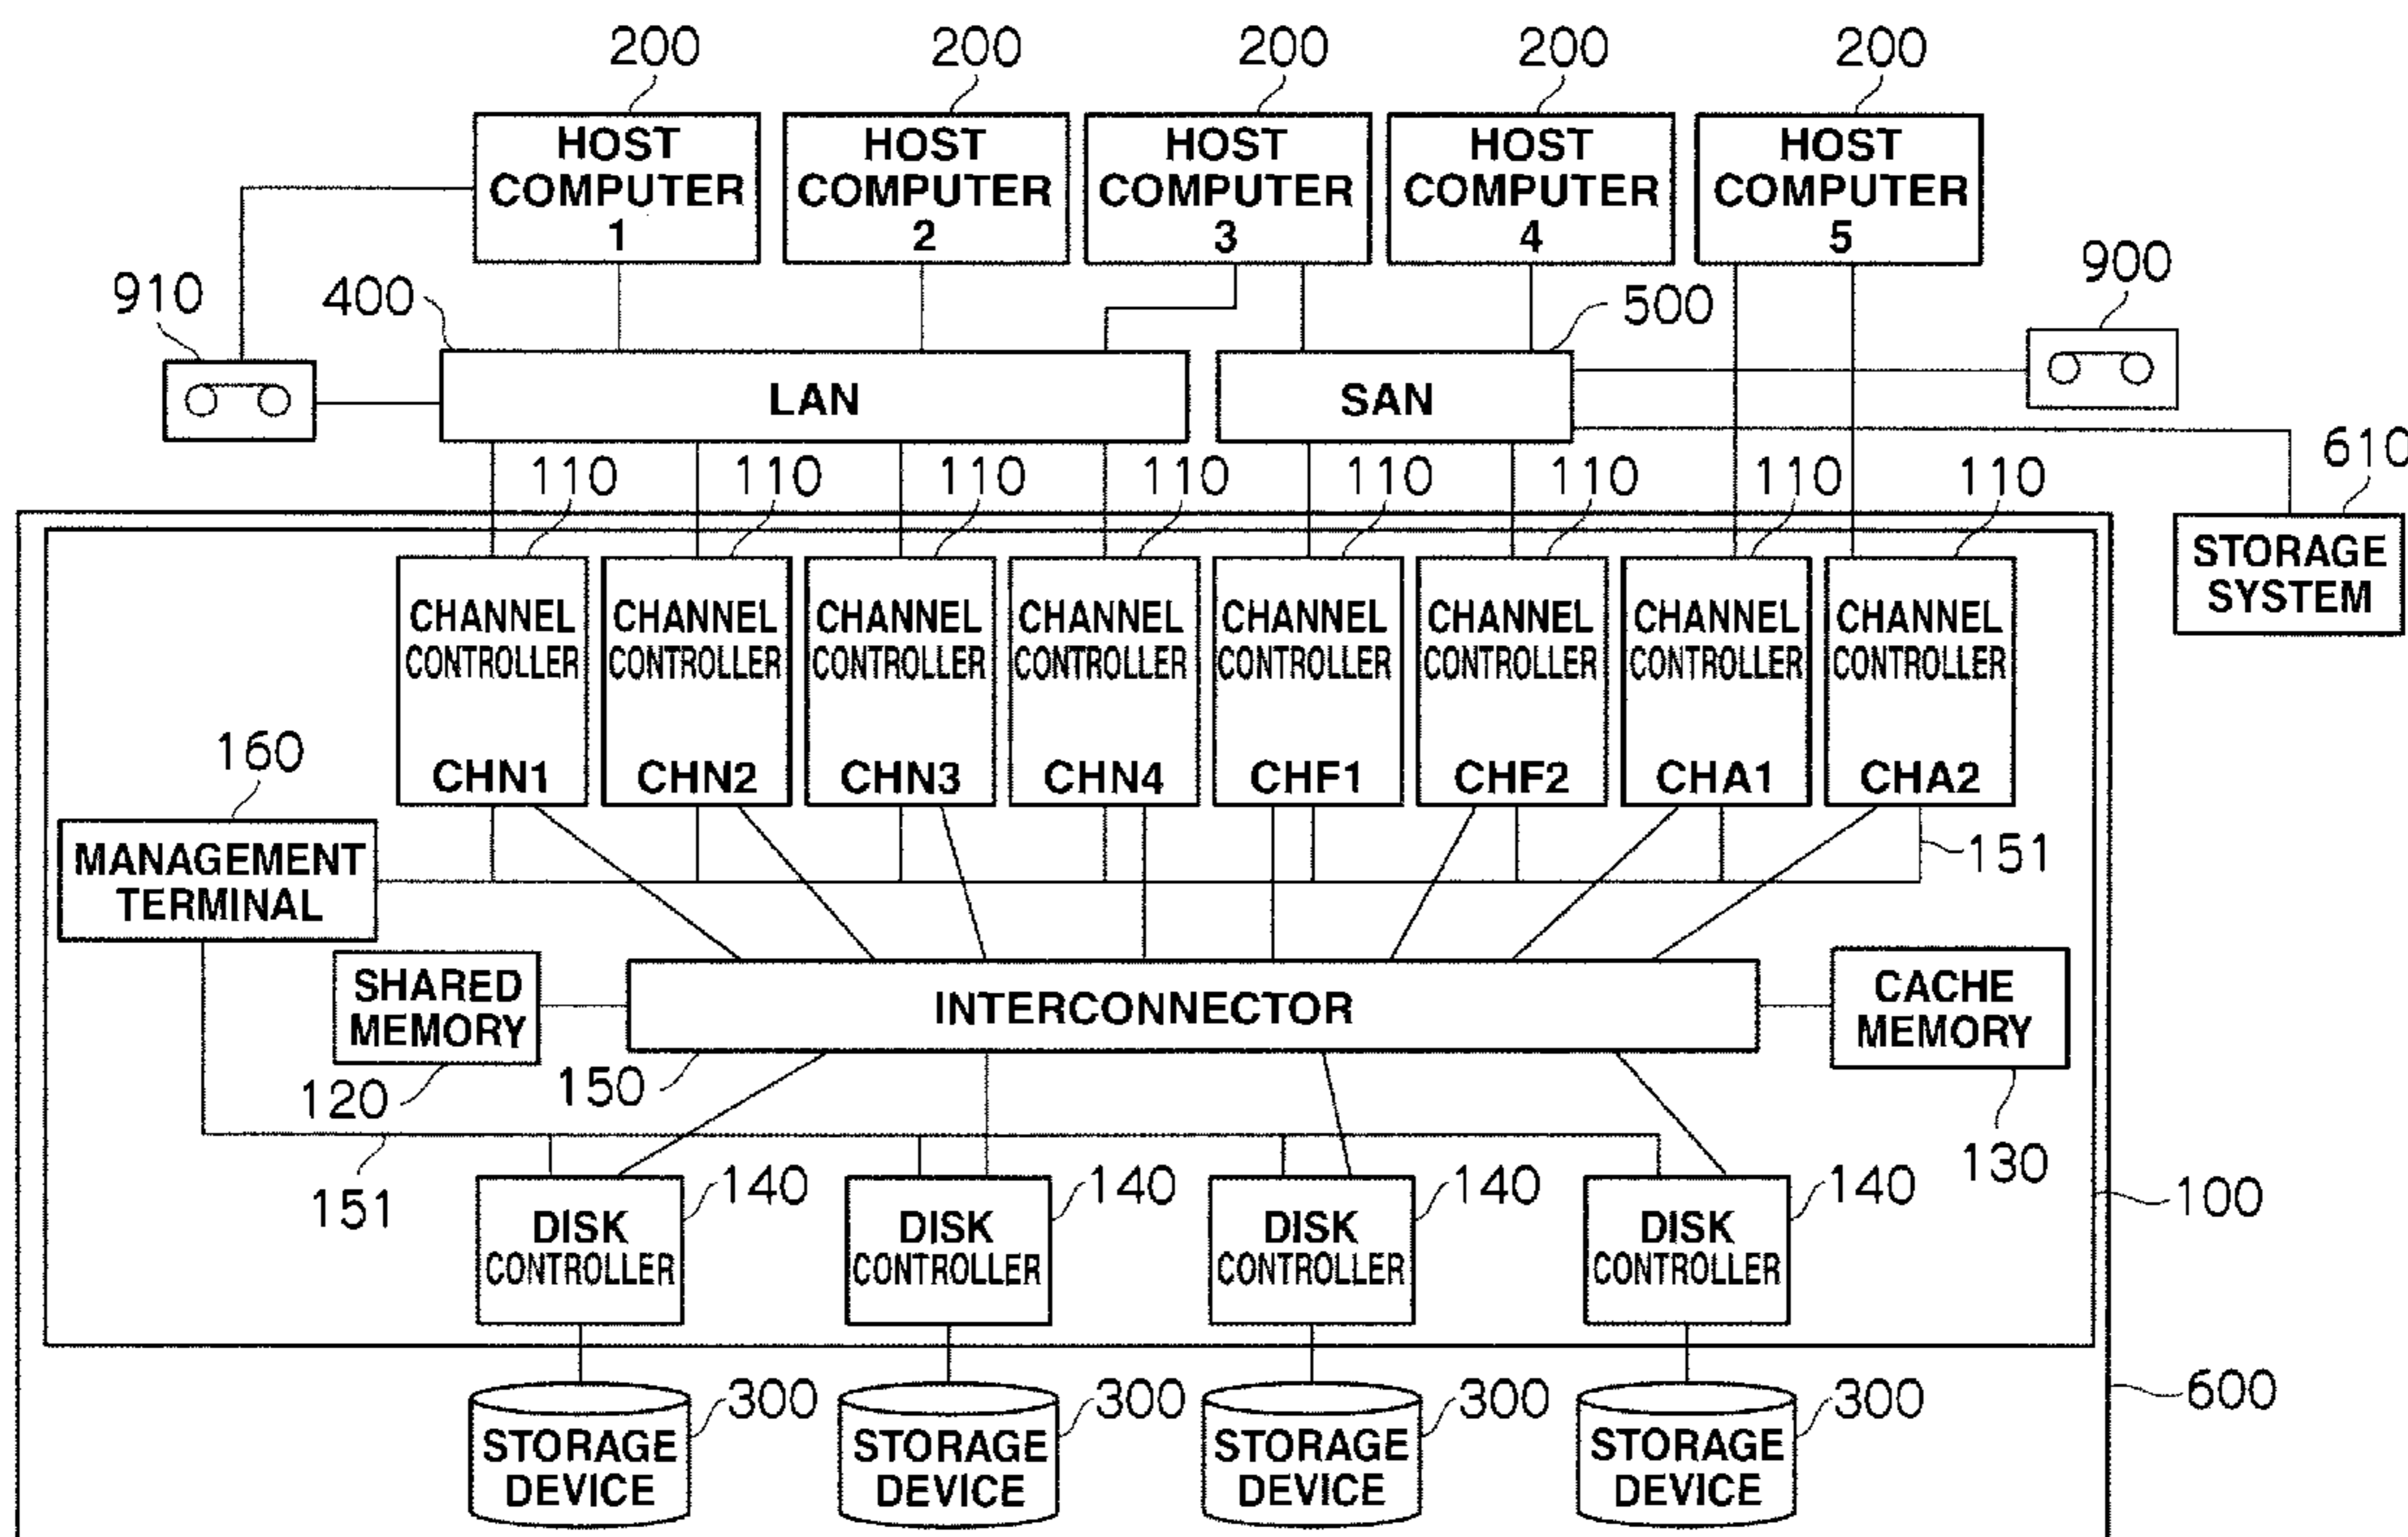 200 200 200 200 200
HOST COMPUTER 1
HOST COMPUTER 2
HOST COMPUTER 3
HOST COMPUTER 4
HOST COMPUTER 5
910
400
500
900
LAN
SAN
610
STORAGE
SYSTEM
110 110 110 110 110 110 110 110
CHANNEL CONTROLLER CHN1
CHANNEL CONTROLLER CHN2
CHANNEL CONTROLLER CHN3
CHANNEL CONTROLLER CHN4
CHANNEL CONTROLLER CHF1
CHANNEL CONTROLLER CHF2
CHANNEL CONTROLLER CHA1
CHANNEL CONTROLLER CHA2
160
MANAGEMENT
TERMINAL
151
SHARED
MEMORY
INTERCONNECTOR
CACHE
MEMORY
120
150
130
151
140 140 140 140
100
DISK CONTROLLER
DISK CONTROLLER
DISK CONTROLLER
DISK CONTROLLER
300 300 300 300
600
STORAGE DEVICE
STORAGE DEVICE
STORAGE DEVICE
STORAGE DEVICE